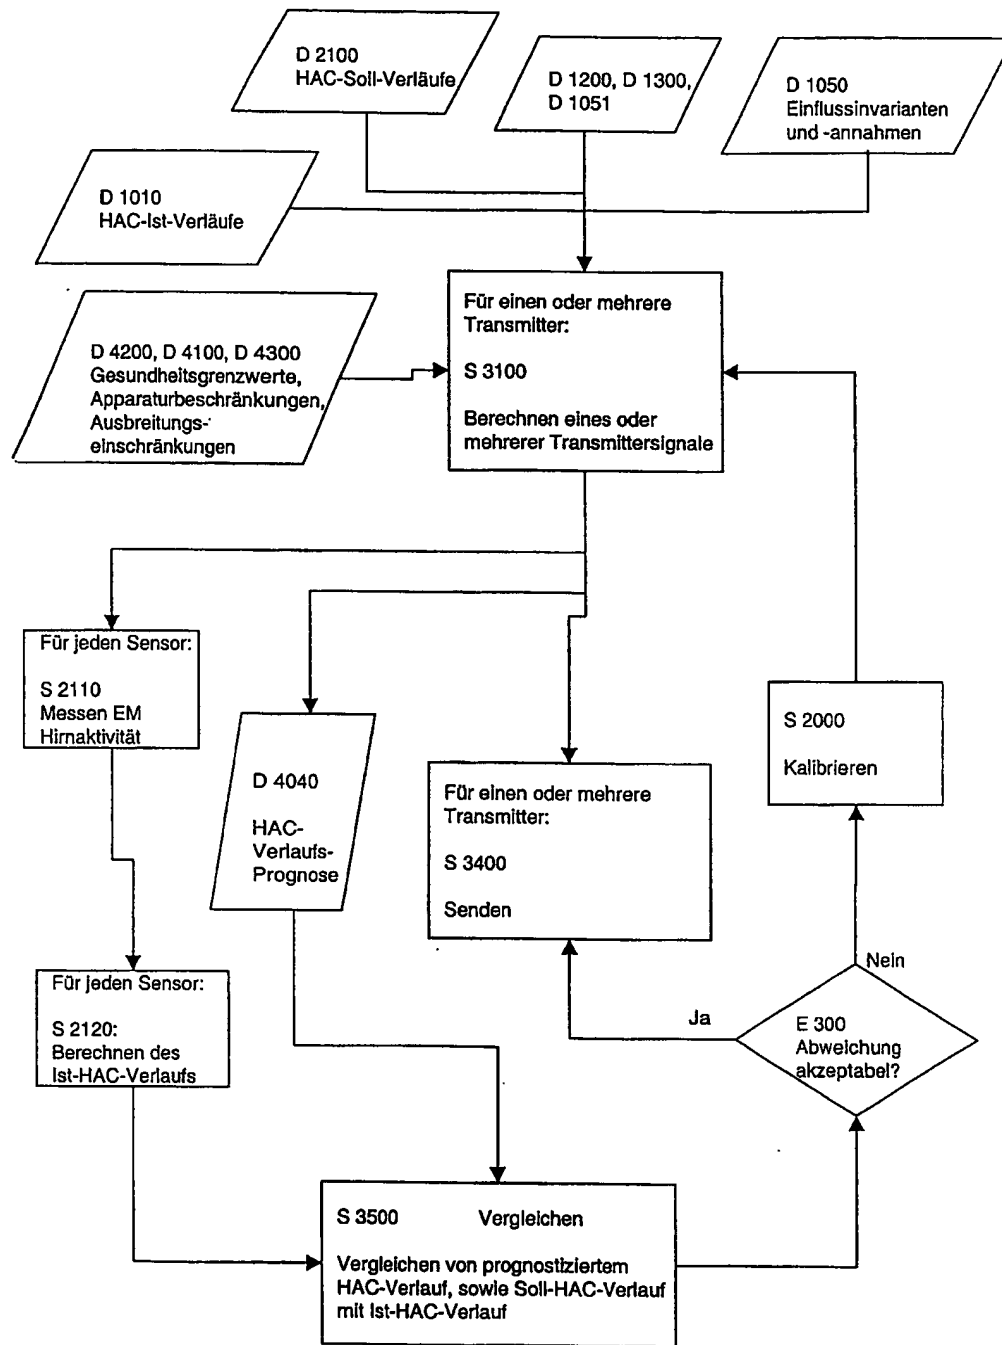 D 2100
HAC-Soll-Verläufe
D 1200, D 1300,
D 1051
D 1050
Einflussinvarianten
und -annahmen
D 1010
HAC-Ist-Verläufe
Für einen oder mehrere
Transmitter:
S 3100
Berechnen eines oder
mehrerer Transmittersignale
D 4200, D 4100, D 4300
Gesundheitsgrenzwerte,
Apparaturbeschränkungen,
Ausbreitungs-
einschränkungen
Für jeden Sensor:
S 2110
Messen EM
Hirnaktivität
D 4040
HAC-
Verlaufs-
Prognose
Für einen oder mehrere
Transmitter:
S 3400
Senden
S 2000
Kalibrieren
Nein
Ja
E 300
Abweichung
akzeptabel?
Für jeden Sensor:
S 2120:
Berechnen des
Ist-HAC-Verlaufs
S 3500 Vergleichen
Vergleichen von prognostiziertem
HAC-Verlauf, sowie Soll-HAC-Verlauf
mit Ist-HAC-Verlauf